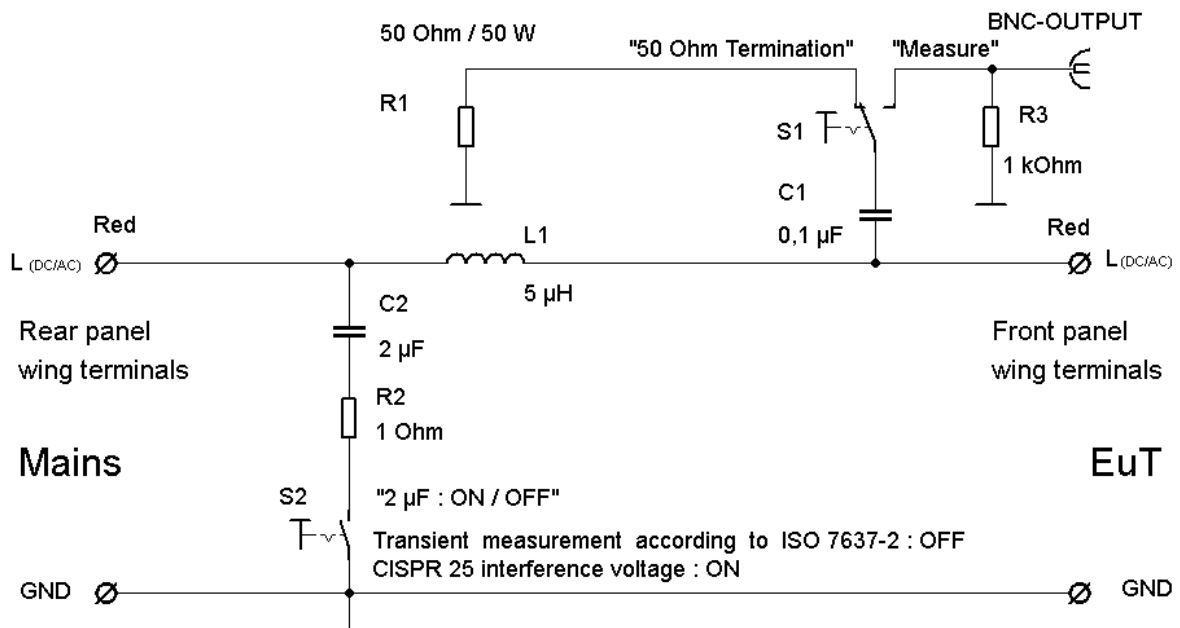 BNC-OUTPUT
50 Ohm / 50 W
"50 Ohm Termination" "Measure"
R1
S1
R3
1 kOhm
C1
0,1 µF
Red
L1
Red
L (DC/AC)
L (DC/AC)
5 µH
C2
2 µF
Rear panel
wing terminals
Front panel
wing terminals
R2
1 Ohm
Mains
EuT
S2
"2 µF : ON / OFF"
Transient measurement according to ISO 7637-2 : OFF
CISPR 25 interference voltage : ON
GND
GND